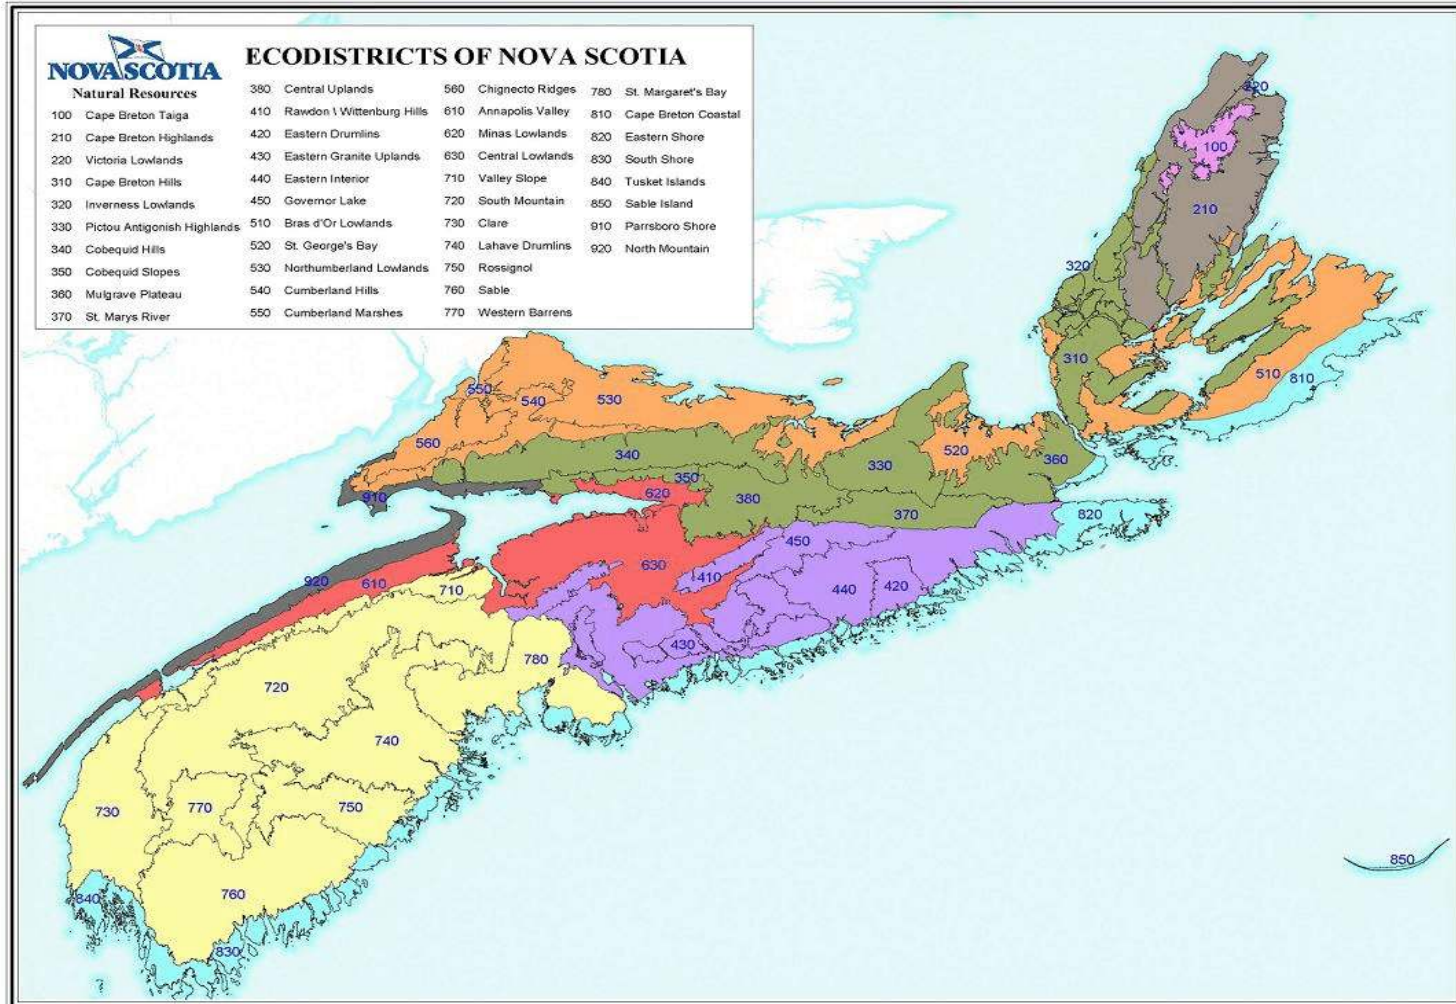 ECODISTRICTS OF NOVA SCOTIA
NOVA SCOTIA
Natural Resources
100 Cape Breton Taiga
210 Cape Breton Highlands
220 Victoria Lowlands
310 Cape Breton Hills
320 Inverness Lowlands
330 Pictou Antigonish Highlands
340 Cobequid Hills
350 Cobequid Slopes
360 Mulgrave Plateau
370 St. Marys River
380 Central Uplands
410 Rawdon \ Wittenburg Hills
420 Eastern Drumlins
430 Eastern Granite Uplands
440 Eastern Interior
450 Governor Lake
510 Bras d'Or Lowlands
520 St. George's Bay
530 Northumberland Lowlands
540 Cumberland Hills
550 Cumberland Marshes
560 Chignecto Ridges
610 Annapolis Valley
620 Minas Lowlands
630 Central Lowlands
710 Valley Slope
720 South Mountain
730 Clare
740 Lahave Drumlins
750 Rossignol
760 Sable
770 Western Barrens
780 St. Margaret's Bay
810 Cape Breton Coastal
820 Eastern Shore
830 South Shore
840 Tusket Islands
850 Sable Island
910 Parrsboro Shore
920 North Mountain
220
100
210
320
310
510
810
550
540
530
560
340
330
520
360
350
620
910
380
370
820
450
630
410
440
420
920
610
710
430
780
720
740
730
770
750
850
760
840
830